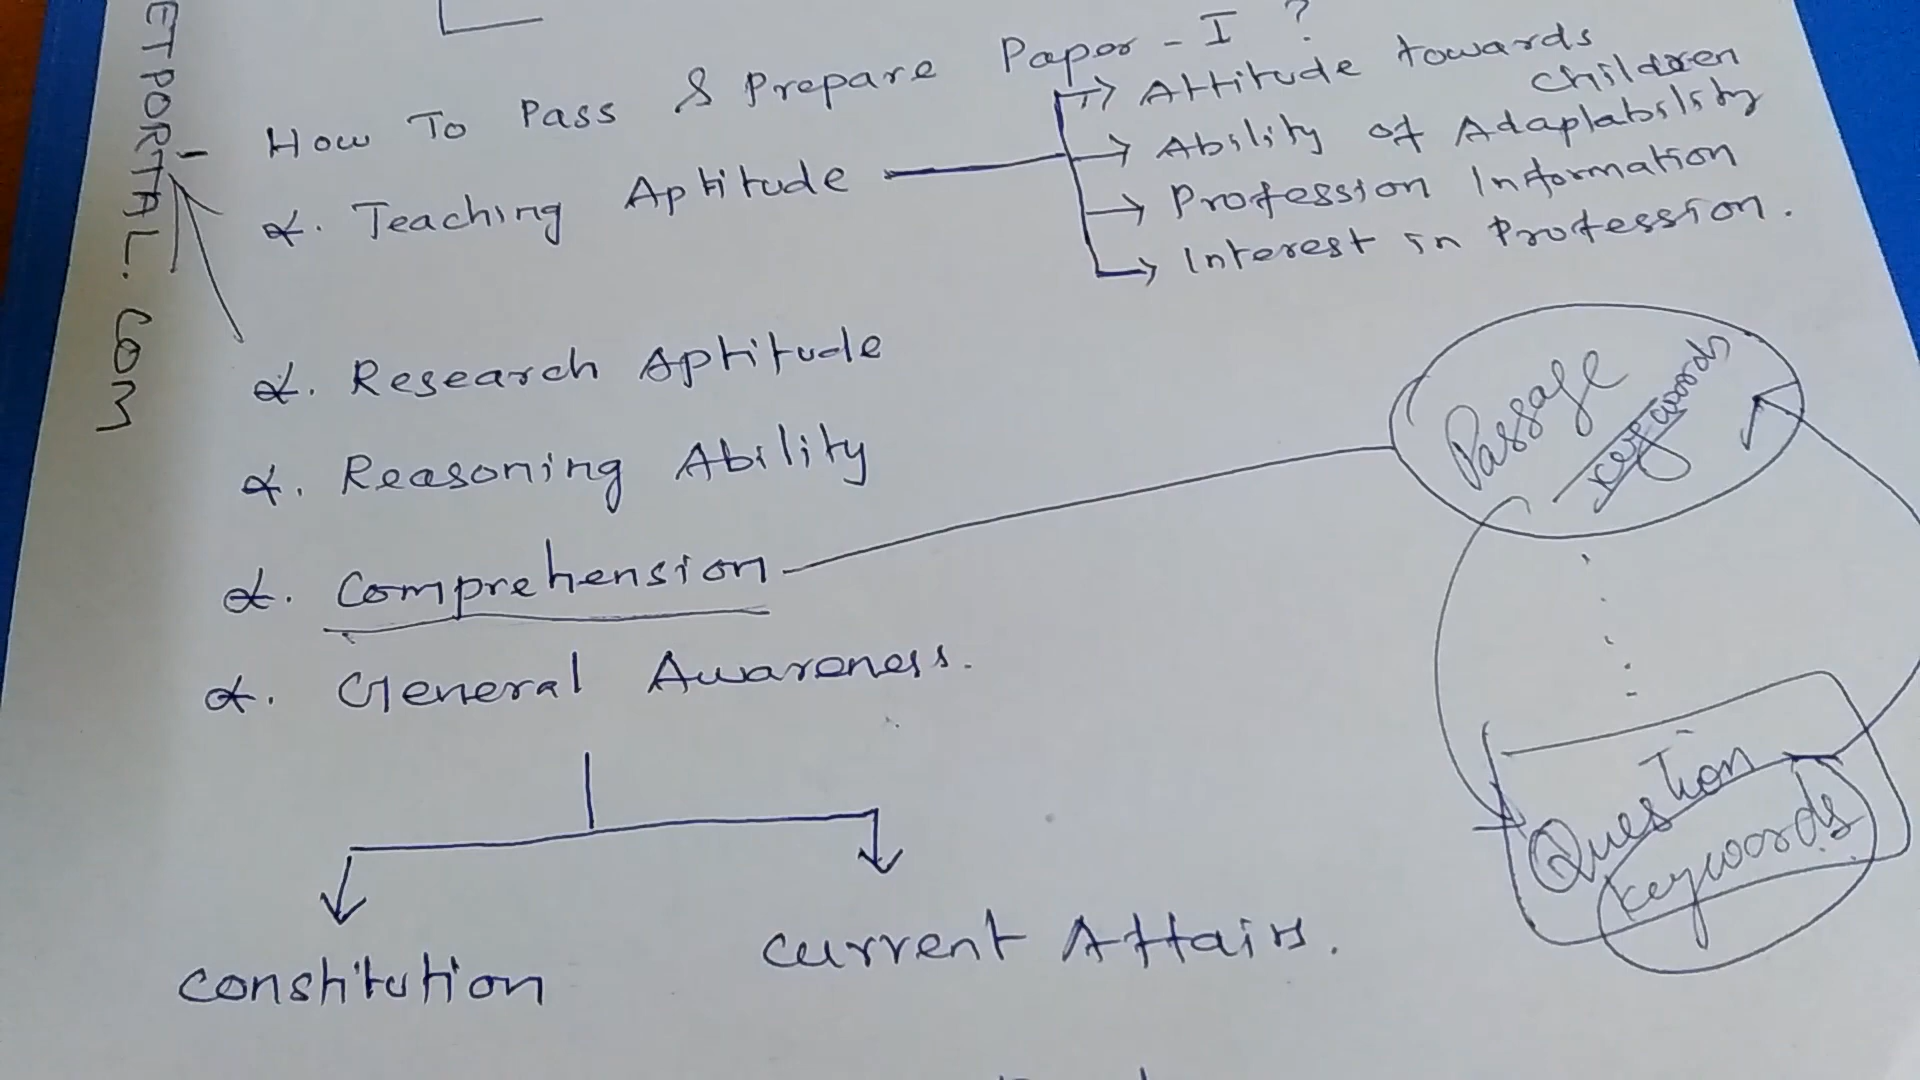 ETPORTAL.COM
How To Pass & Prepare Paper - I ?
α. Teaching Aptitude
→ Attitude towards
children
→ Ability of Adaptability
→ Profession Information
→ Interest in Profession.
α. Research Aptitude
α. Reasoning Ability
α. Comprehension
Passage
keywords
Question
keywords
α. General Awareness.
Constitution
Current Affairs.